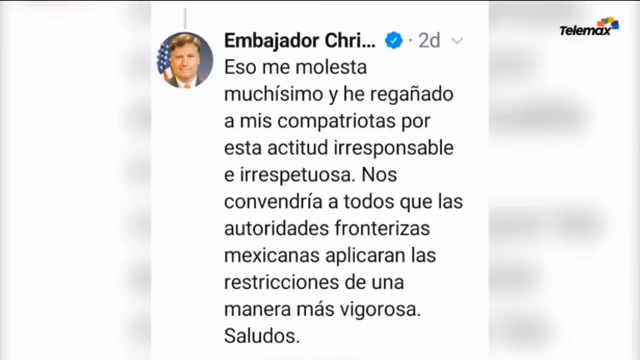 Telemax
Embajador Chri... · 2d
Eso me molesta
muchísimo y he regañado
a mis compatriotas por
esta actitud irresponsable
e irrespetuosa. Nos
convendría a todos que las
autoridades fronterizas
mexicanas aplicaran las
restricciones de una
manera más vigorosa.
Saludos.